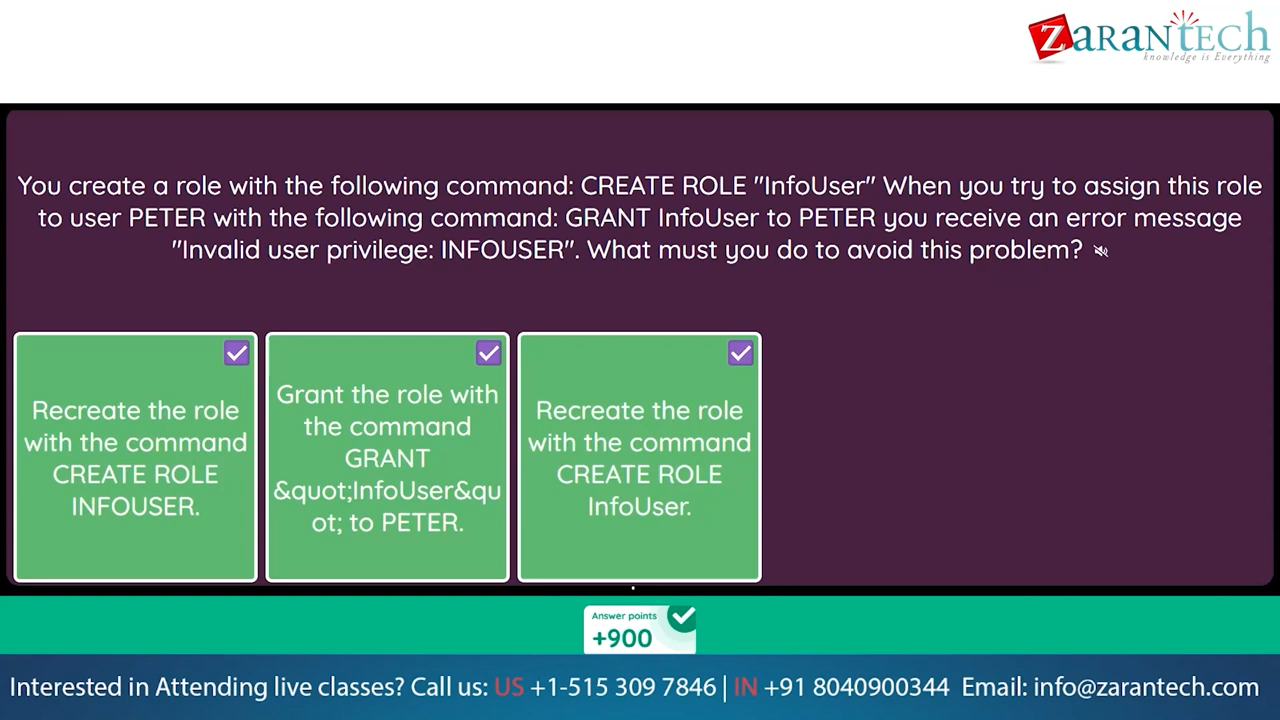 ZARANTECH
knowledge is Everything
You create a role with the following command: CREATE ROLE "InfoUser" When you try to assign this role
to user PETER with the following command: GRANT InfoUser to PETER you receive an error message
"Invalid user privilege: INFOUSER". What must you do to avoid this problem?
Recreate the role
with the command
CREATE ROLE
INFOUSER.
Grant the role with
the command
GRANT
&quot;InfoUser&qu
ot; to PETER.
Recreate the role
with the command
CREATE ROLE
InfoUser.
Answer points
+900
Interested in Attending live classes? Call us: US +1-515 309 7846 | IN +91 8040900344 Email: info@zarantech.com